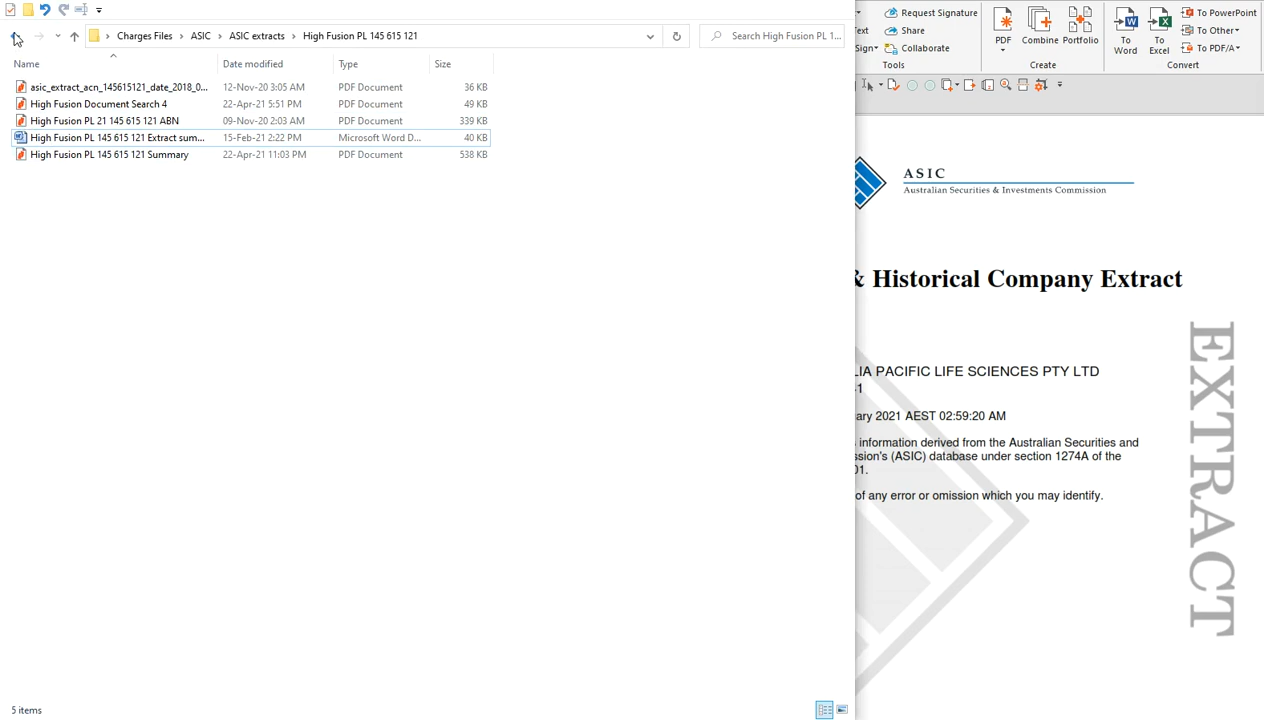 Charges Files > ASIC > ASIC extracts > High Fusion PL 145 615 121
Search High Fusion PL 1...
Name Date modified Type Size
asic_extract_acn_145615121_date_2018_0... 12-Nov-20 3:05 AM PDF Document 36 KB
High Fusion Document Search 4 22-Apr-21 5:51 PM PDF Document 49 KB
High Fusion PL 21 145 615 121 ABN 09-Nov-20 2:03 AM PDF Document 339 KB
High Fusion PL 145 615 121 Extract sum... 15-Feb-21 2:22 PM Microsoft Word D... 40 KB
High Fusion PL 145 615 121 Summary 22-Apr-21 11:03 PM PDF Document 538 KB
5 items
Request Signature
Share
Collaborate
ext
Sign
Tools
PDF
Combine
Portfolio
Create
To Word
To Excel
To PowerPoint
To Other
To PDF/A
Convert
ASIC
Australian Securities & Investments Commission
& Historical Company Extract
LIA PACIFIC LIFE SCIENCES PTY LTD
1
ary 2021 AEST 02:59:20 AM
information derived from the Australian Securities and
ssion's (ASIC) database under section 1274A of the
01.
of any error or omission which you may identify.
EXTRACT